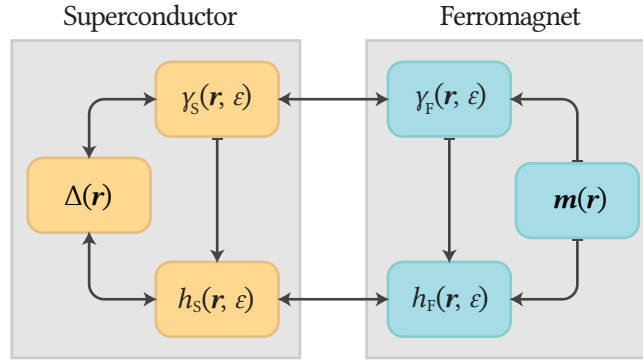 Superconductor
Ferromagnet
γS(r, ε)
γF(r, ε)
Δ(r)
m(r)
hS(r, ε)
hF(r, ε)